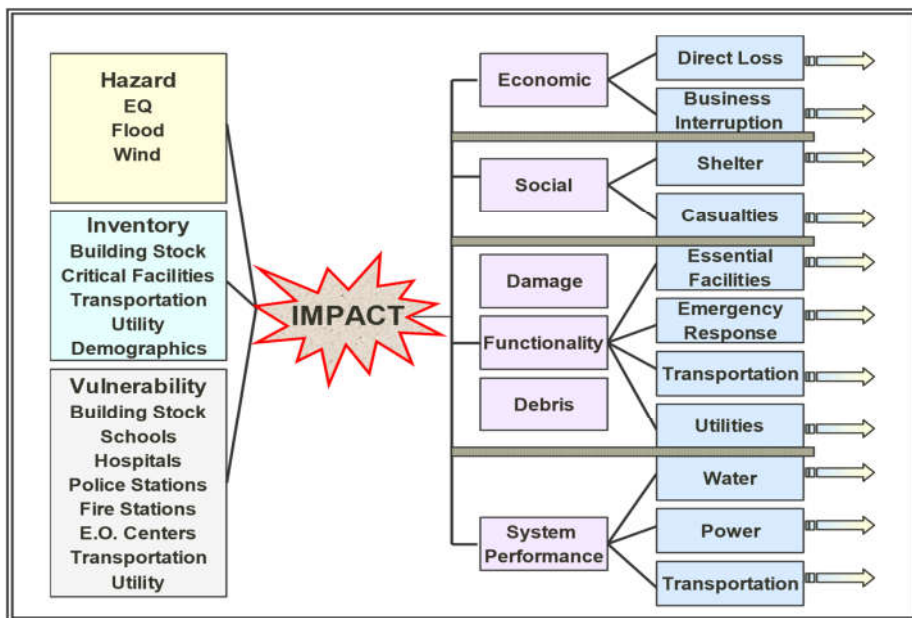 Hazard
EQ
Flood
Wind
Inventory
Building Stock
Critical Facilities
Transportation
Utility
Demographics
Vulnerability
Building Stock
Schools
Hospitals
Police Stations
Fire Stations
E.O. Centers
Transportation
Utility
IMPACT
Economic
Social
Damage
Functionality
Debris
System
Performance
Direct Loss
Business
Interruption
Shelter
Casualties
Essential
Facilities
Emergency
Response
Transportation
Utilities
Water
Power
Transportation